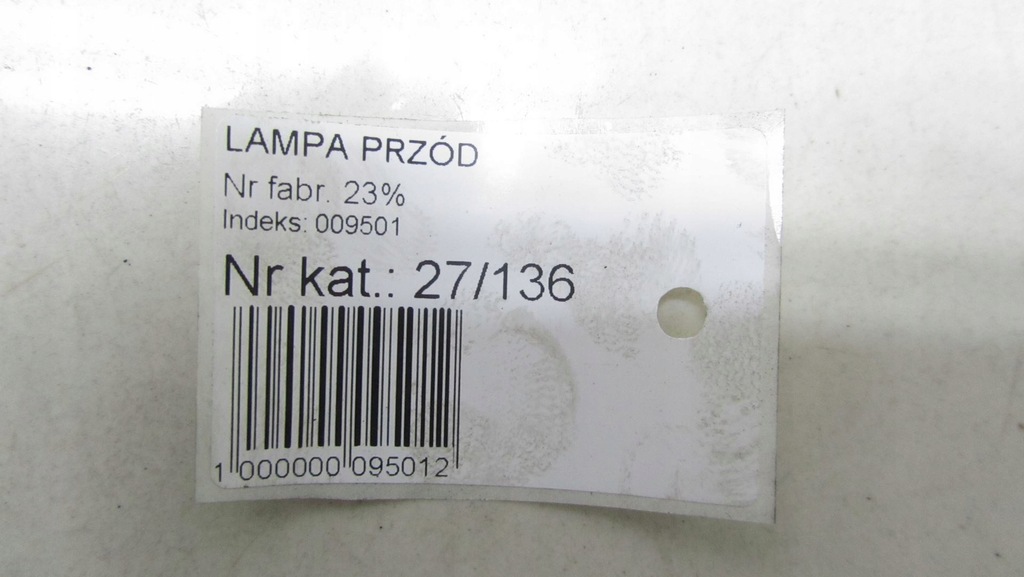 LAMPA PRZÓD
Nr fabr. 23%
Indeks: 009501
Nr kat.: 27/136
1 000000 095012